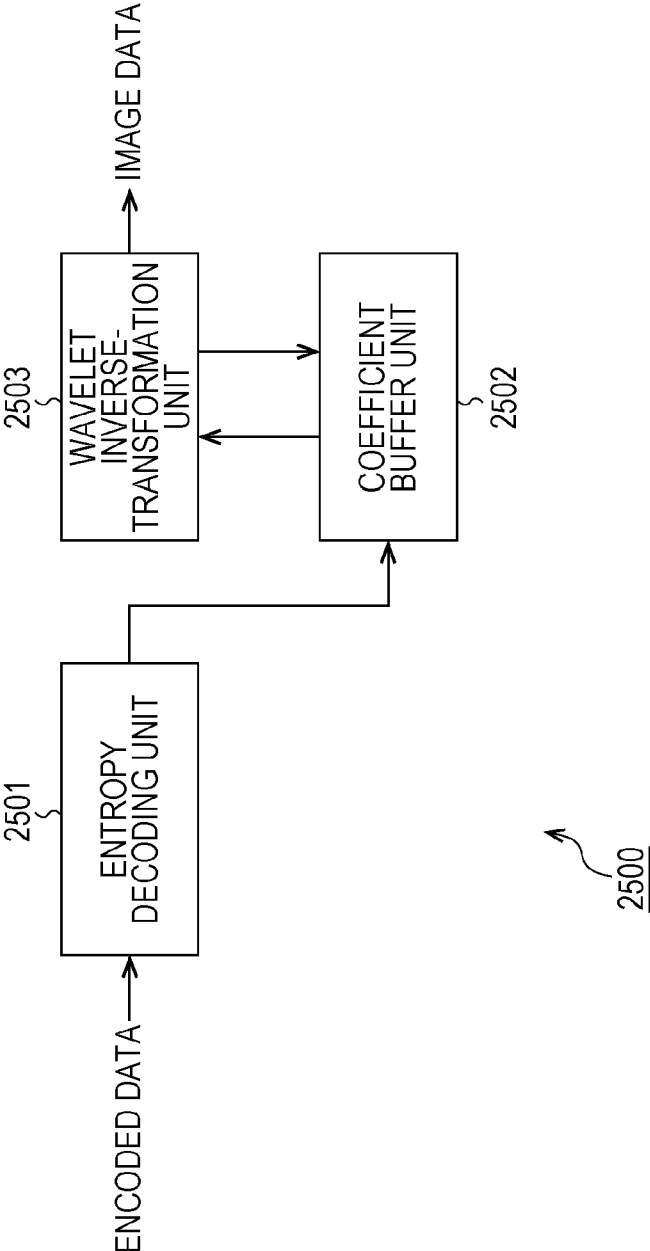 ENCODED DATA
2501
ENTROPY
DECODING UNIT
2503
WAVELET
INVERSE-
TRANSFORMATION
UNIT
IMAGE DATA
COEFFICIENT
BUFFER UNIT
2502
2500